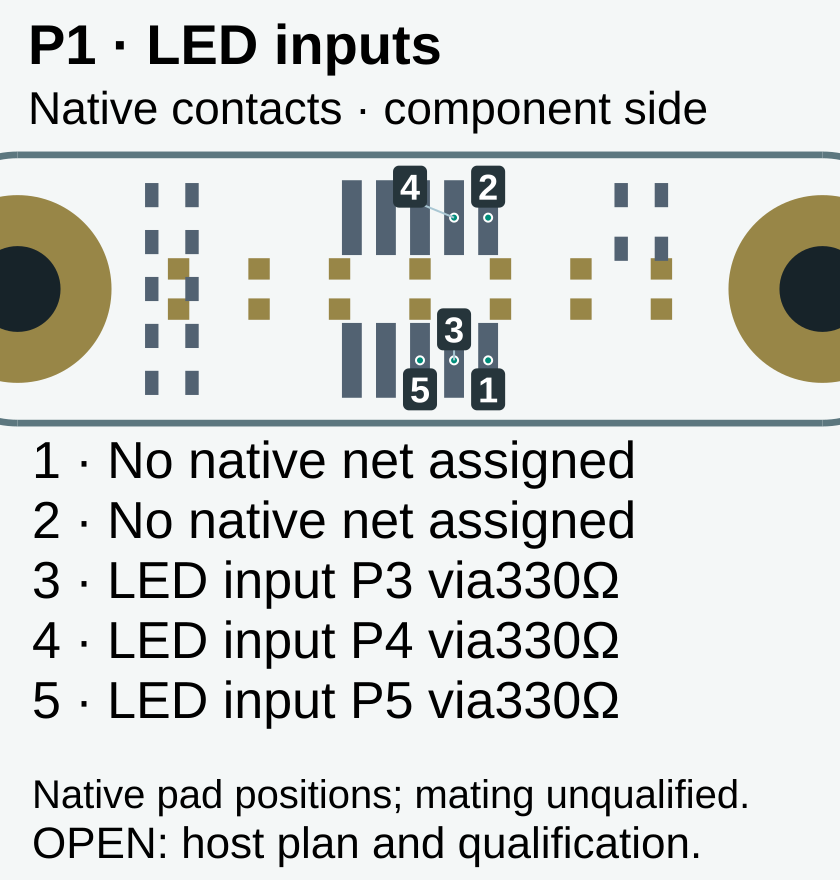 P1 · LED inputs
Native contacts · component side
4 2
3
5 1
1 · No native net assigned
2 · No native net assigned
3 · LED input P3 via330Ω
4 · LED input P4 via330Ω
5 · LED input P5 via330Ω
Native pad positions; mating unqualified.
OPEN: host plan and qualification.